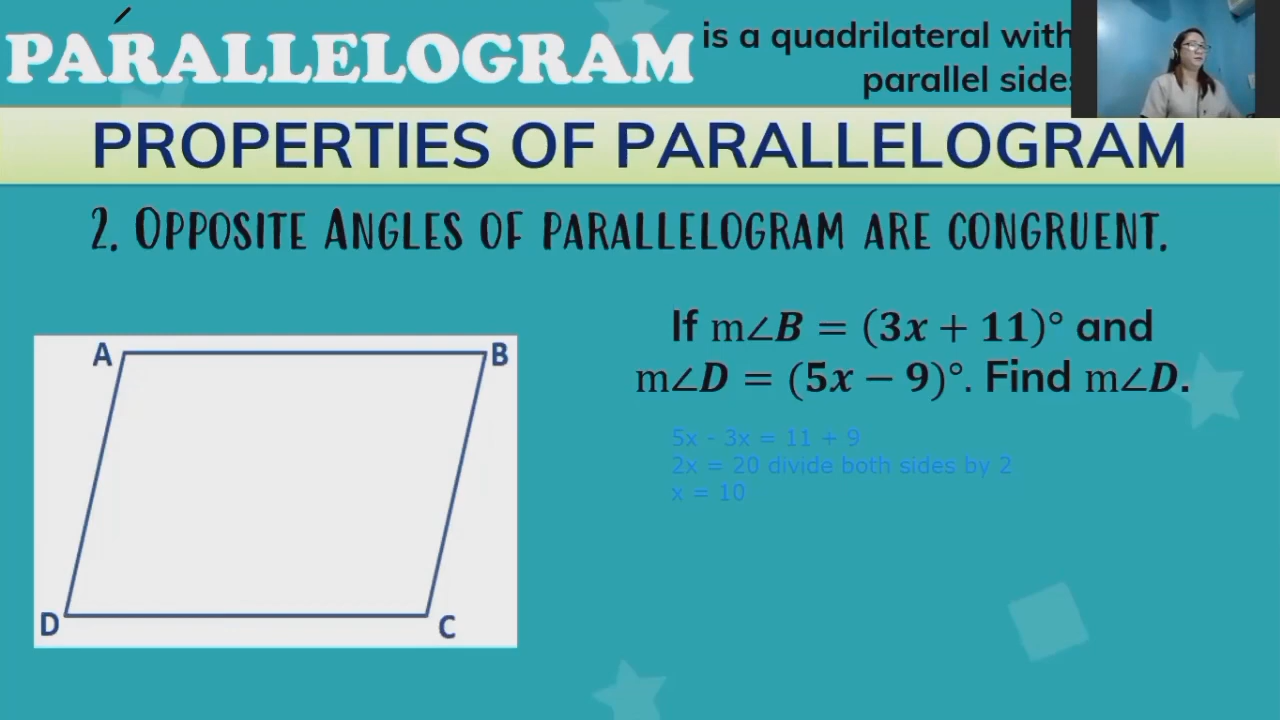 PARALLELOGRAM
is a quadrilateral with
parallel sides
PROPERTIES OF PARALLELOGRAM
2. OPPOSITE ANGLES OF PARALLELOGRAM ARE CONGRUENT.
If m∠B = (3x + 11)° and
m∠D = (5x − 9)°. Find m∠D.
5x - 3x = 11 + 9
2x = 20 divide both sides by 2
x = 10
A
B
D
C